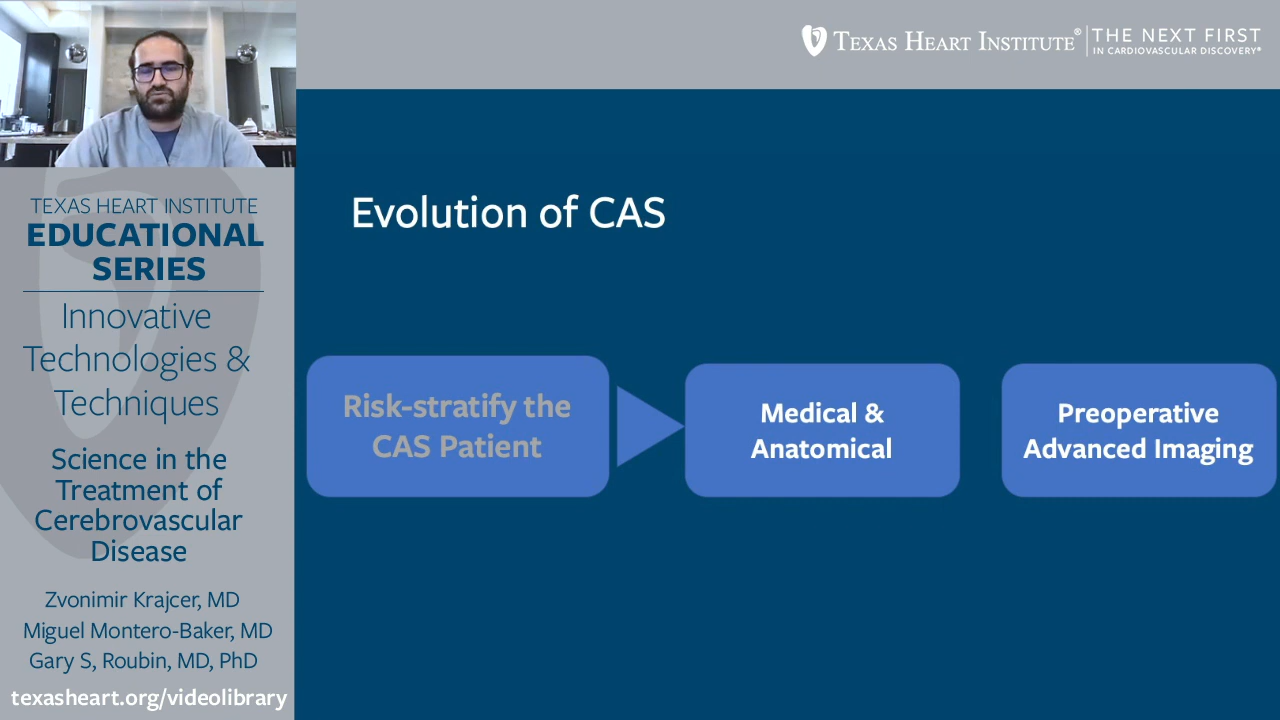 TEXAS HEART INSTITUTE® THE NEXT FIRST
IN CARDIOVASCULAR DISCOVERY®
TEXAS HEART INSTITUTE
EDUCATIONAL
SERIES
Innovative
Technologies &
Techniques
Science in the
Treatment of
Cerebrovascular
Disease
Zvonimir Krajcer, MD
Miguel Montero-Baker, MD
Gary S, Roubin, MD, PhD
texasheart.org/videolibrary
Evolution of CAS
Risk-stratify the
CAS Patient
Medical &
Anatomical
Preoperative
Advanced Imaging